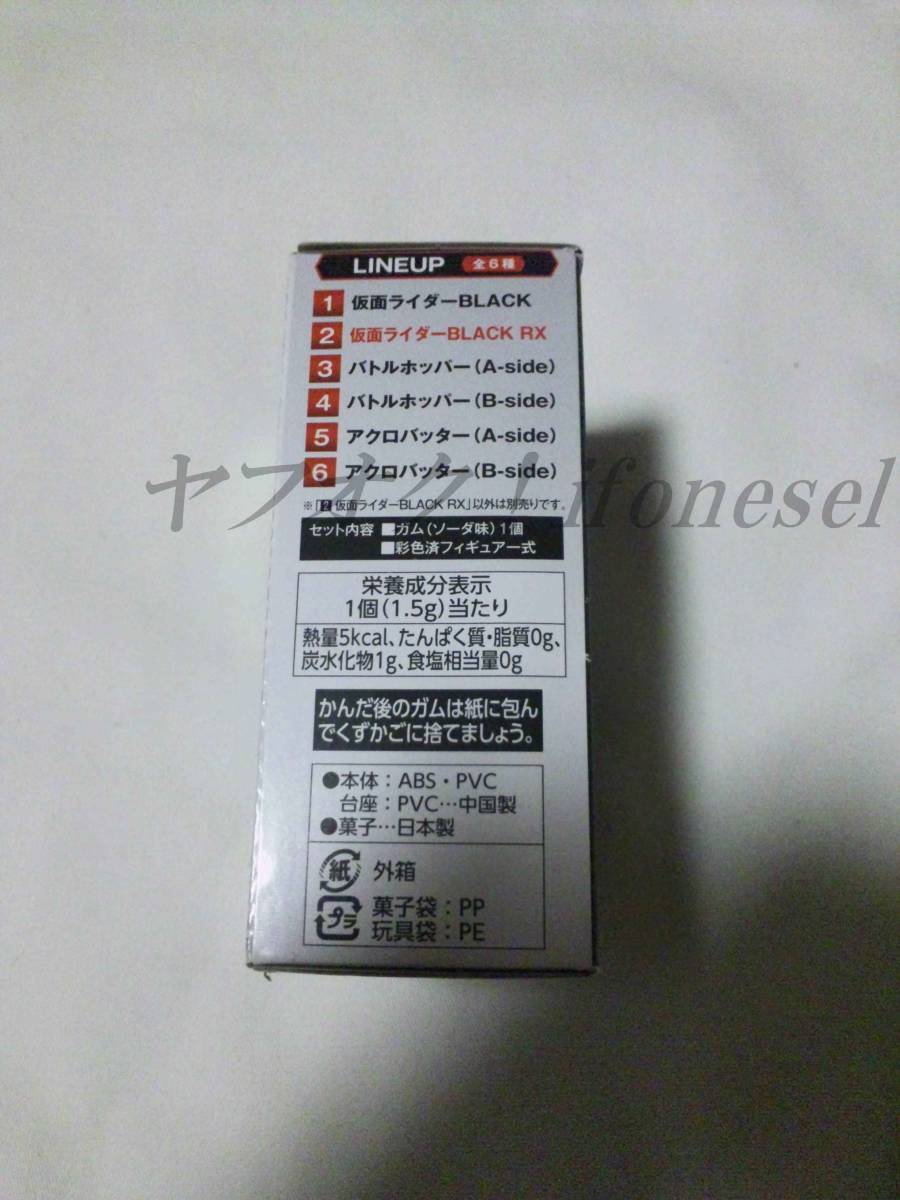 LINEUP 全6種
1 仮面ライダーBLACK
2 仮面ライダーBLACK RX
3 バトルホッパー(A-side)
4 バトルホッパー(B-side)
5 アクロバッター(A-side)
6 アクロバッター(B-side)
ヤフオク!ifonesel
※「2 仮面ライダーBLACK RX」以外は別売りです。
セット内容 ■ガム(ソーダ味)1個
■彩色済フィギュア一式
栄養成分表示
1個(1.5g)当たり
熱量5kcal、たんぱく質・脂質0g、
炭水化物1g、食塩相当量0g
かんだ後のガムは紙に包ん
でくずかごに捨てましょう。
●本体:ABS・PVC
台座:PVC…中国製
●菓子…日本製
紙 外箱
プラ 菓子袋:PP
玩具袋:PE